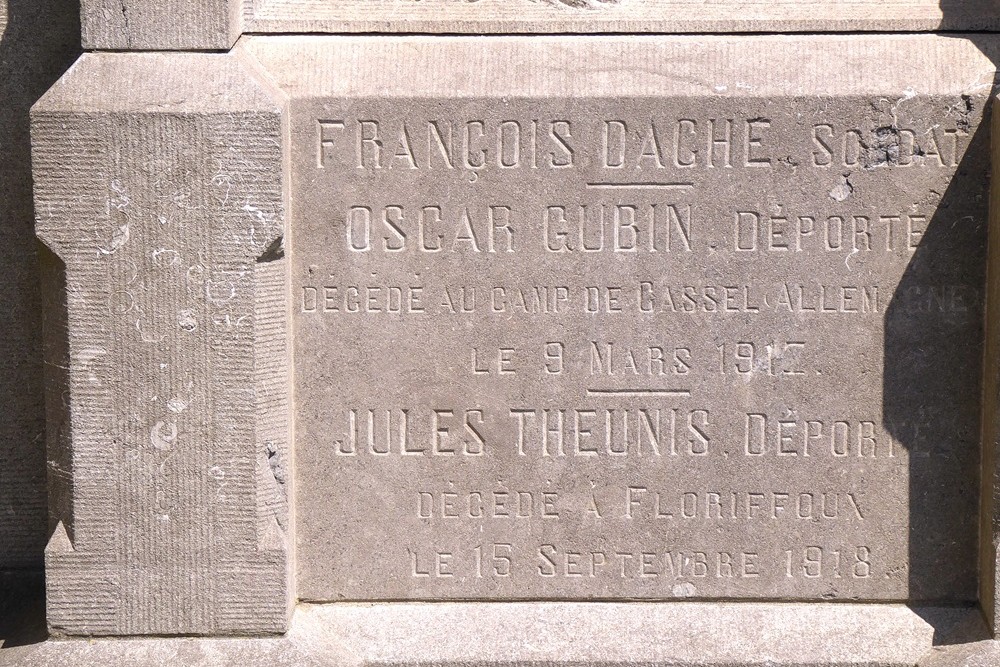 FRANÇOIS DACHE, SOLDAT
OSCAR GUBIN, DÉPORTÉ
DÉCÉDÉ AU CAMP DE CASSEL (ALLEMAGNE)
LE 9 MARS 1917.
JULES THEUNIS, DÉPORTÉ,
DÉCÉDÉ À FLORIFFOUX
LE 15 SEPTEMBRE 1918.